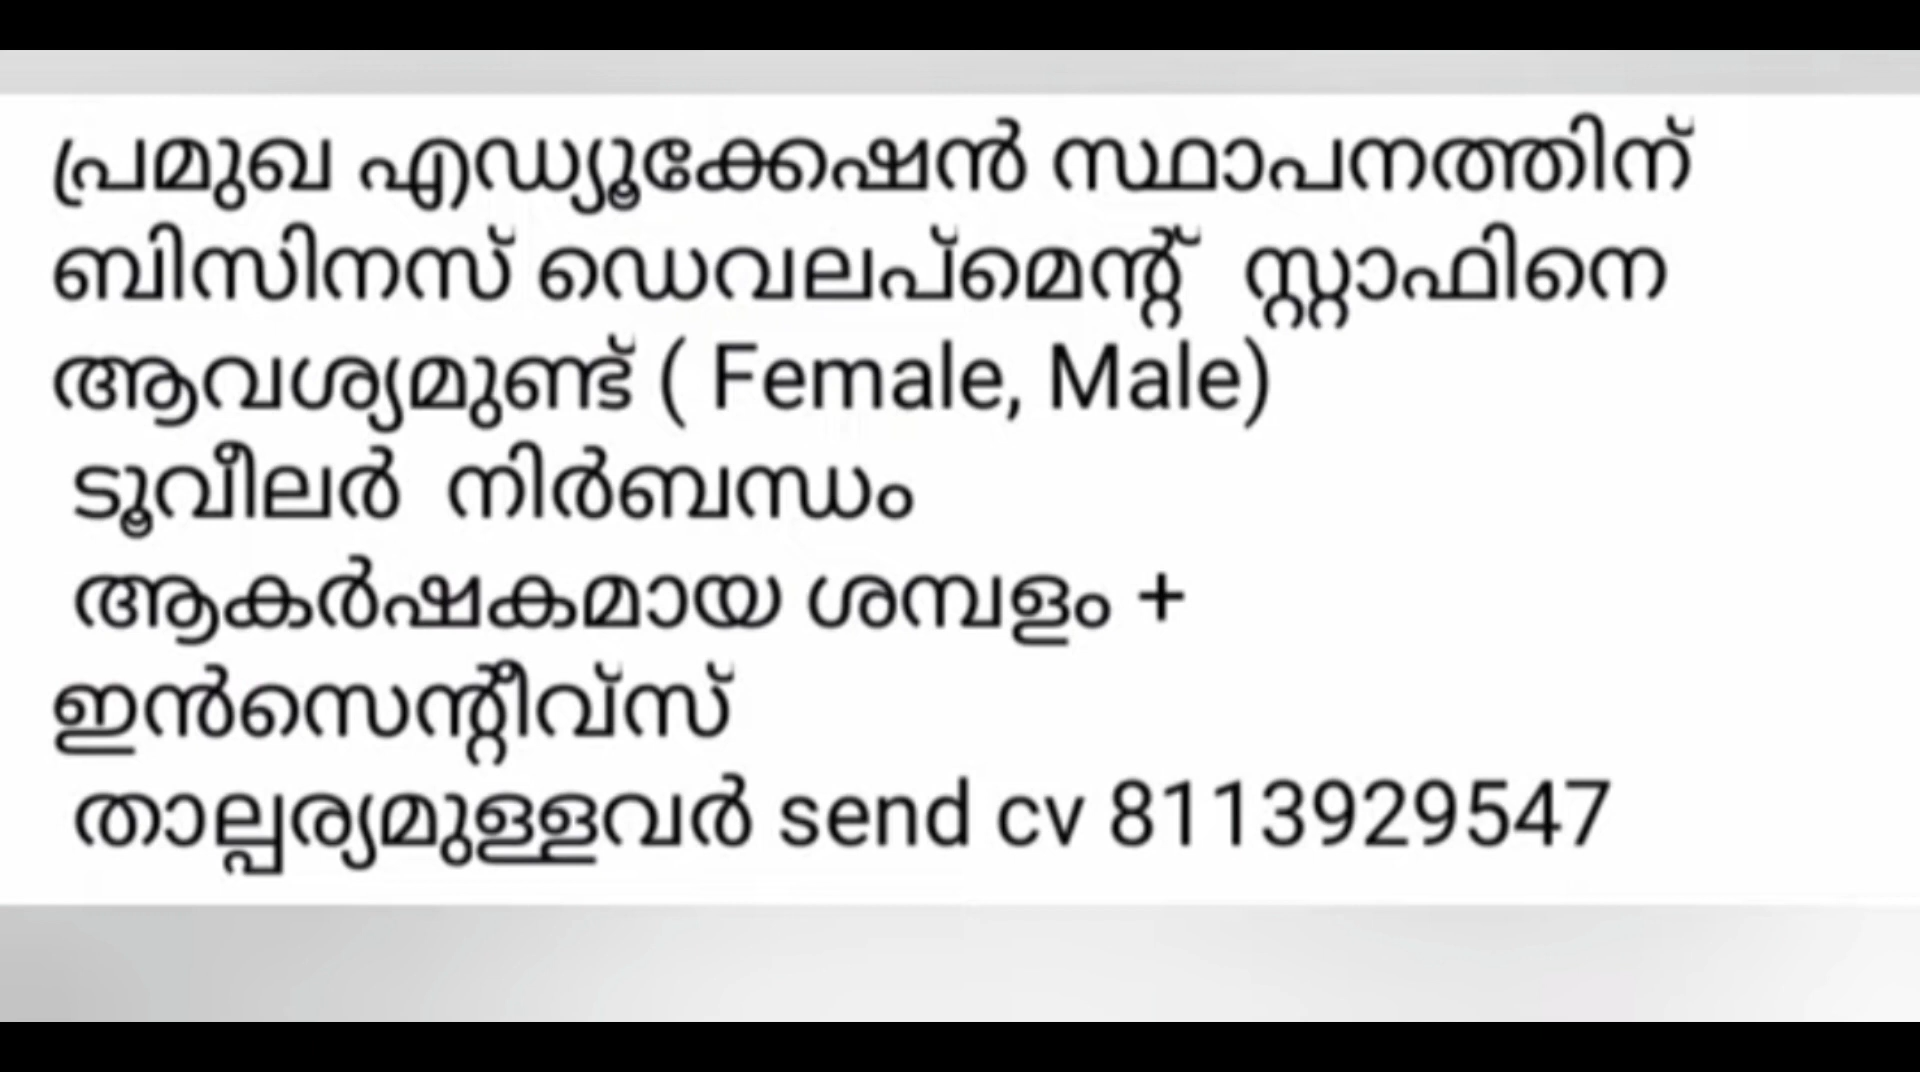 പ്രമുഖ എഡ്യൂക്കേഷൻ സ്ഥാപനത്തിന്
ബിസിനസ് ഡെവലപ്മെന്റ് സ്റ്റാഫിനെ
ആവശ്യമുണ്ട് ( Female, Male)
ടൂവീലർ നിർബന്ധം
ആകർഷകമായ ശമ്പളം +
ഇൻസെന്റീവ്സ്
താല്പര്യമുള്ളവർ send cv 8113929547